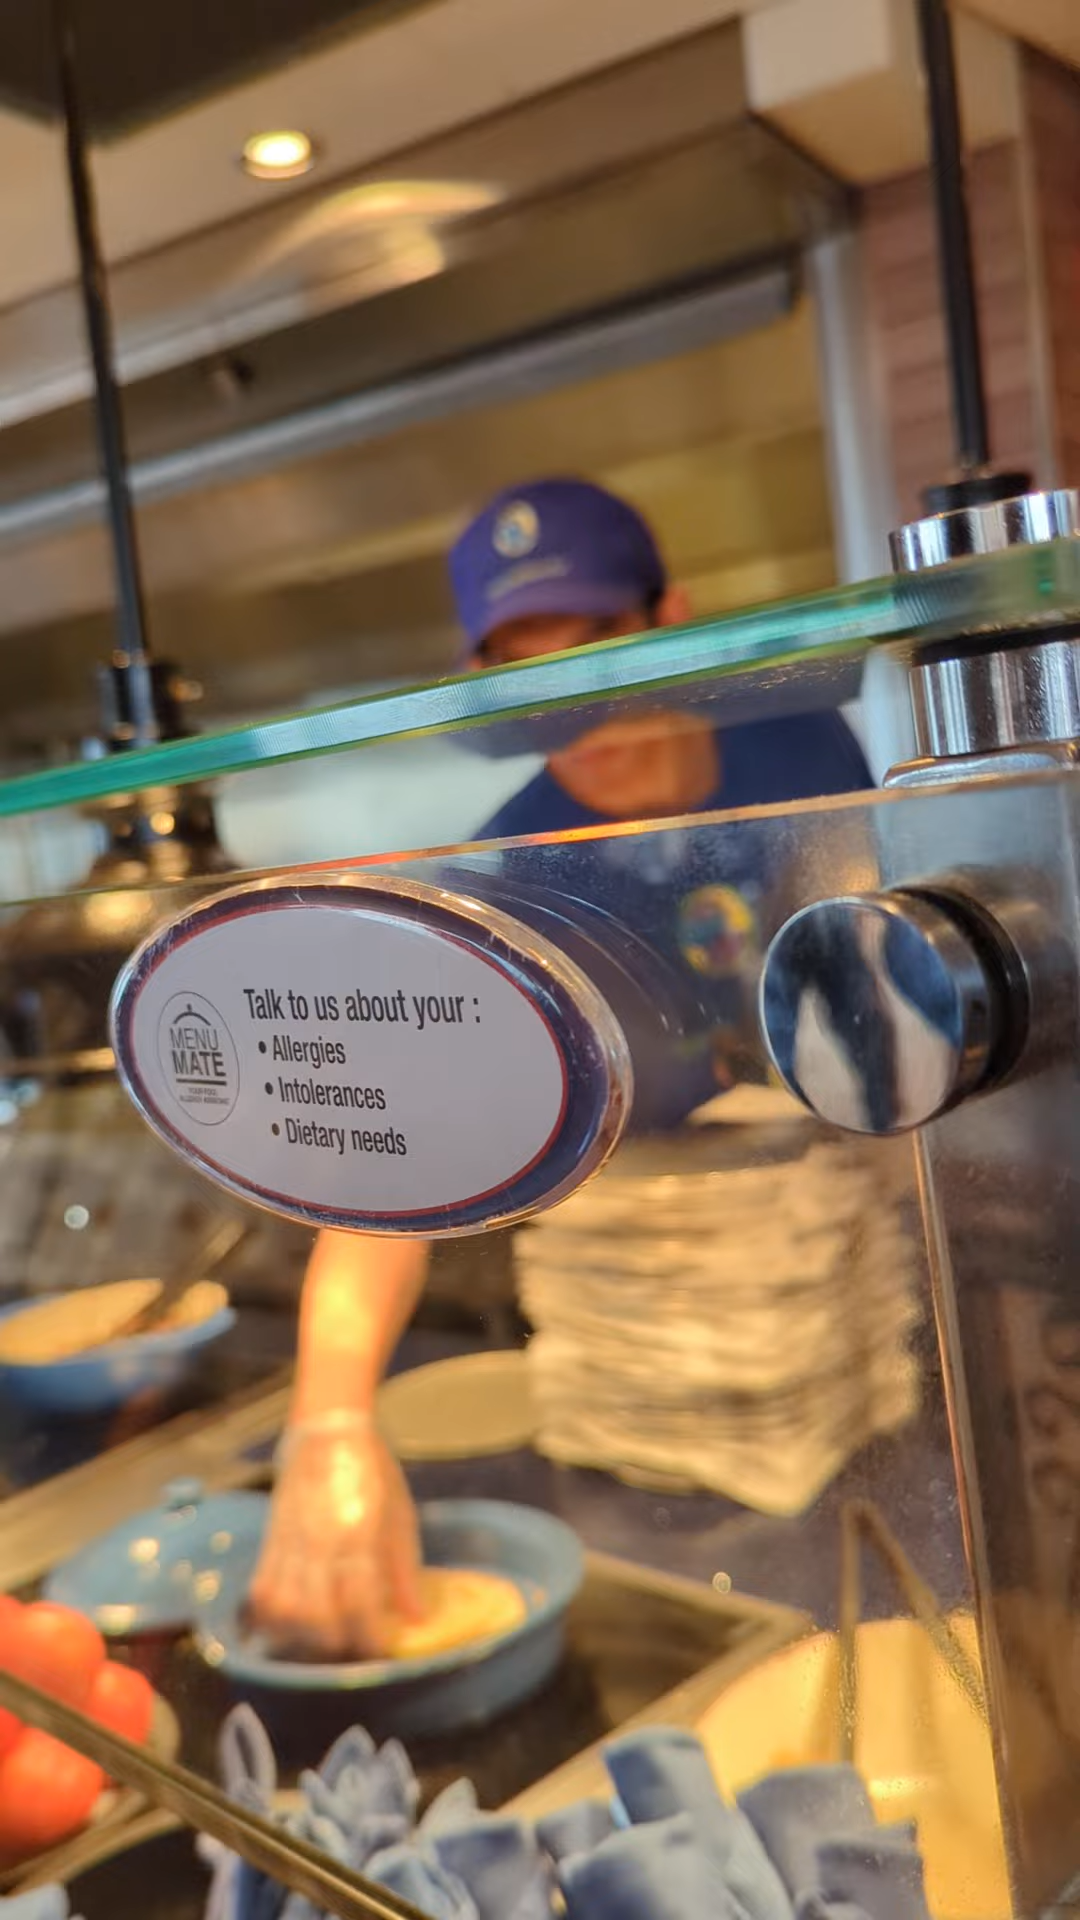 Talk to us about your :
• Allergies
• Intolerances
• Dietary needs
MENU
MATE